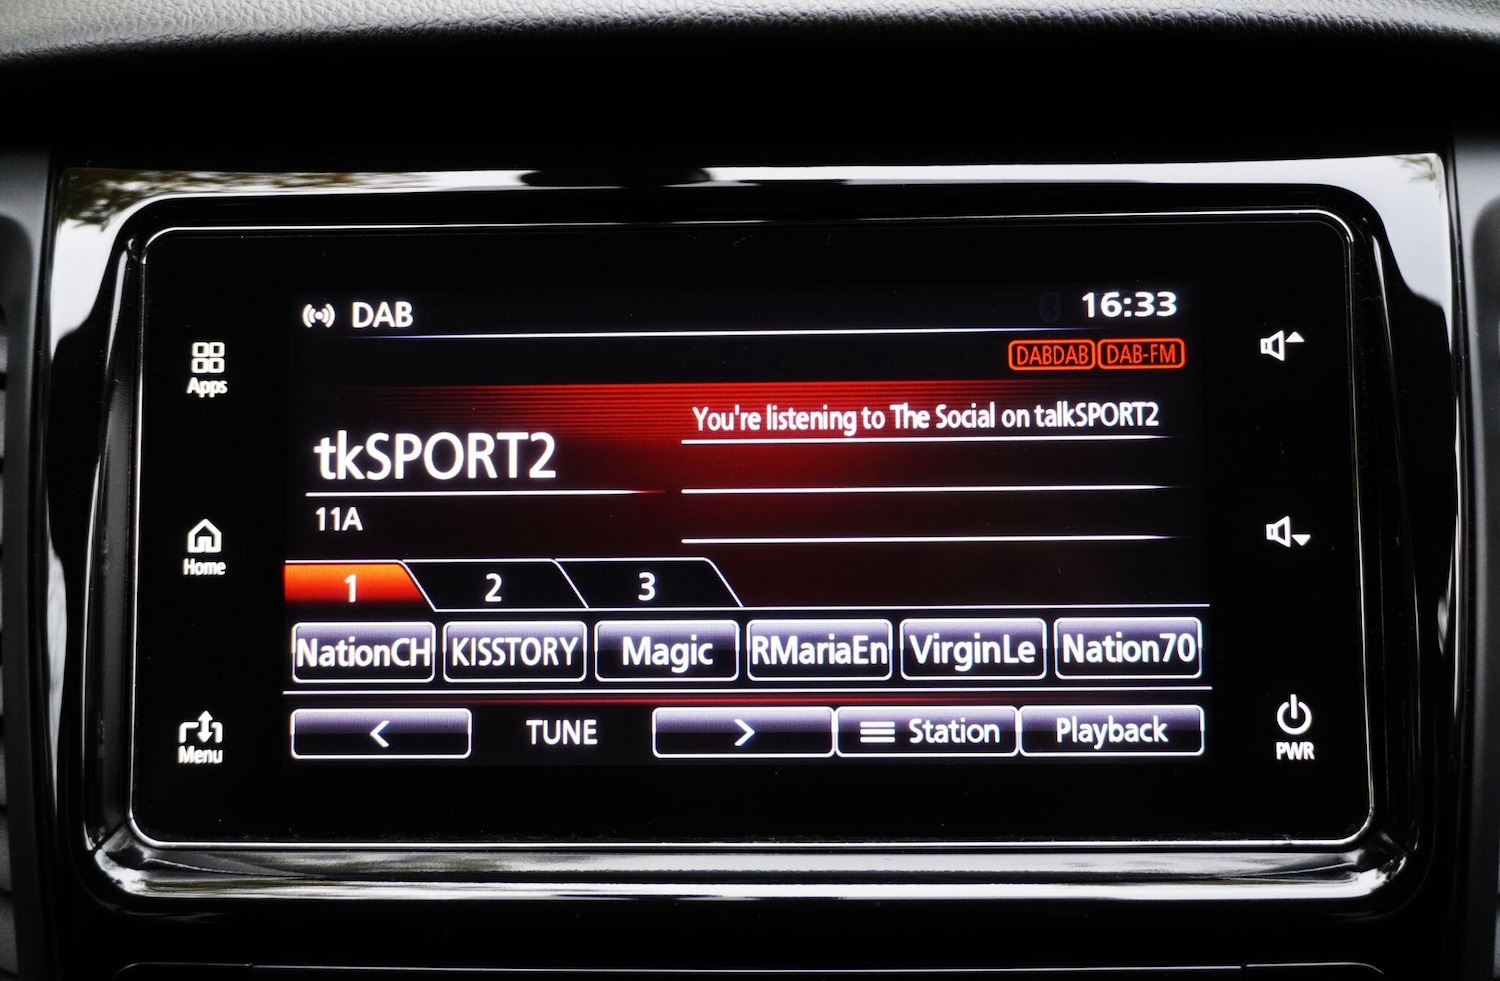 DAB
16:33
DABDAB DAB-FM
Apps
You're listening to The Social on talkSPORT2
tkSPORT2
11A
Home
1 2 3
NationCH KISSTORY Magic RMariaEn VirginLe Nation70
< TUNE > Station Playback
Menu
PWR